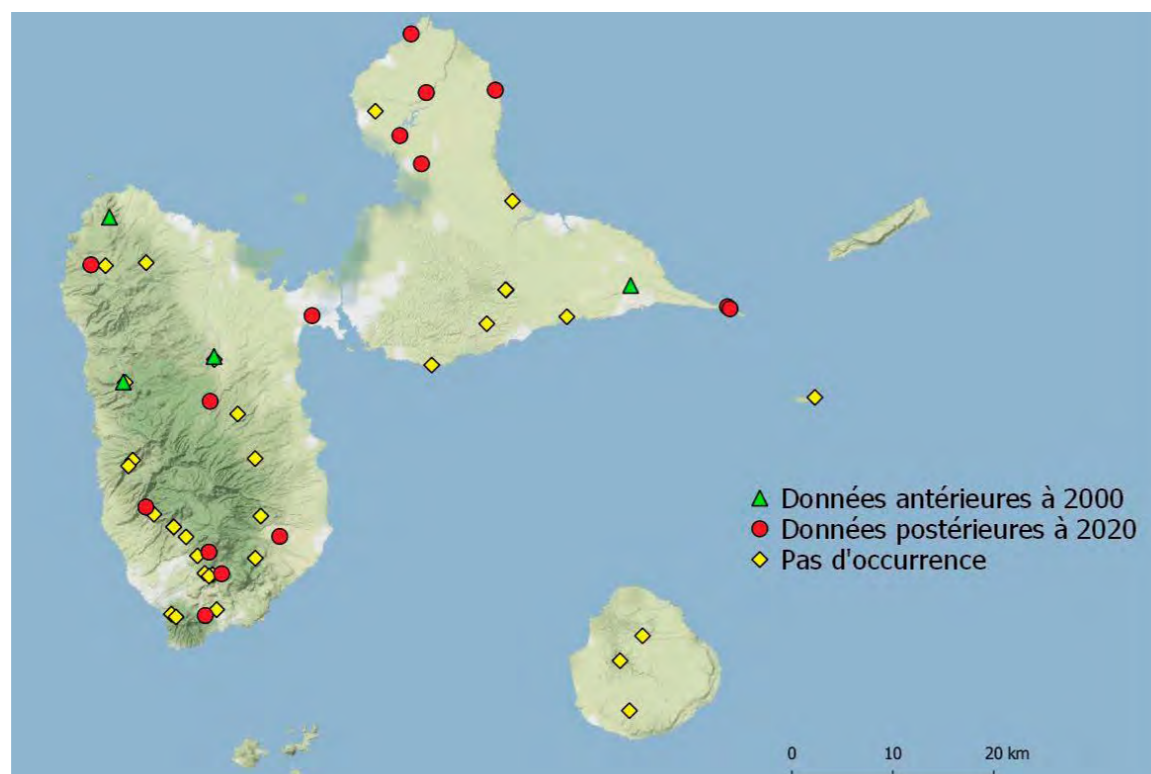 Données antérieures à 2000
Données postérieures à 2020
Pas d'occurrence
0 10 20 km